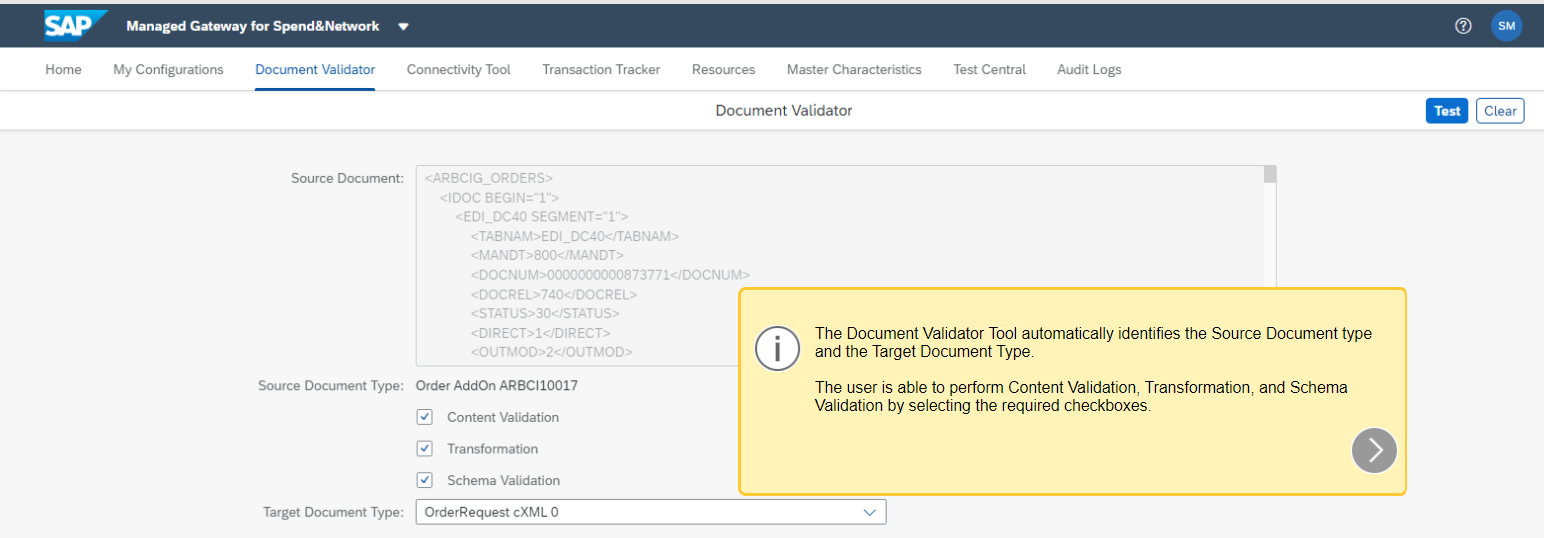 SAP Managed Gateway for Spend&Network SM
Home My Configurations Document Validator Connectivity Tool Transaction Tracker Resources Master Characteristics Test Central Audit Logs
Document Validator Test Clear
Source Document: <ARBCIG_ORDERS>
<IDOC BEGIN="1">
<EDI_DC40 SEGMENT="1">
<TABNAM>EDI_DC40</TABNAM>
<MANDT>800</MANDT>
<DOCNUM>0000000000873771</DOCNUM>
<DOCREL>740</DOCREL>
<STATUS>30</STATUS>
<DIRECT>1</DIRECT>
<OUTMOD>2</OUTMOD>
The Document Validator Tool automatically identifies the Source Document type
and the Target Document Type.
The user is able to perform Content Validation, Transformation, and Schema
Validation by selecting the required checkboxes.
Source Document Type: Order AddOn ARBCI10017
Content Validation
Transformation
Schema Validation
Target Document Type: OrderRequest cXML 0